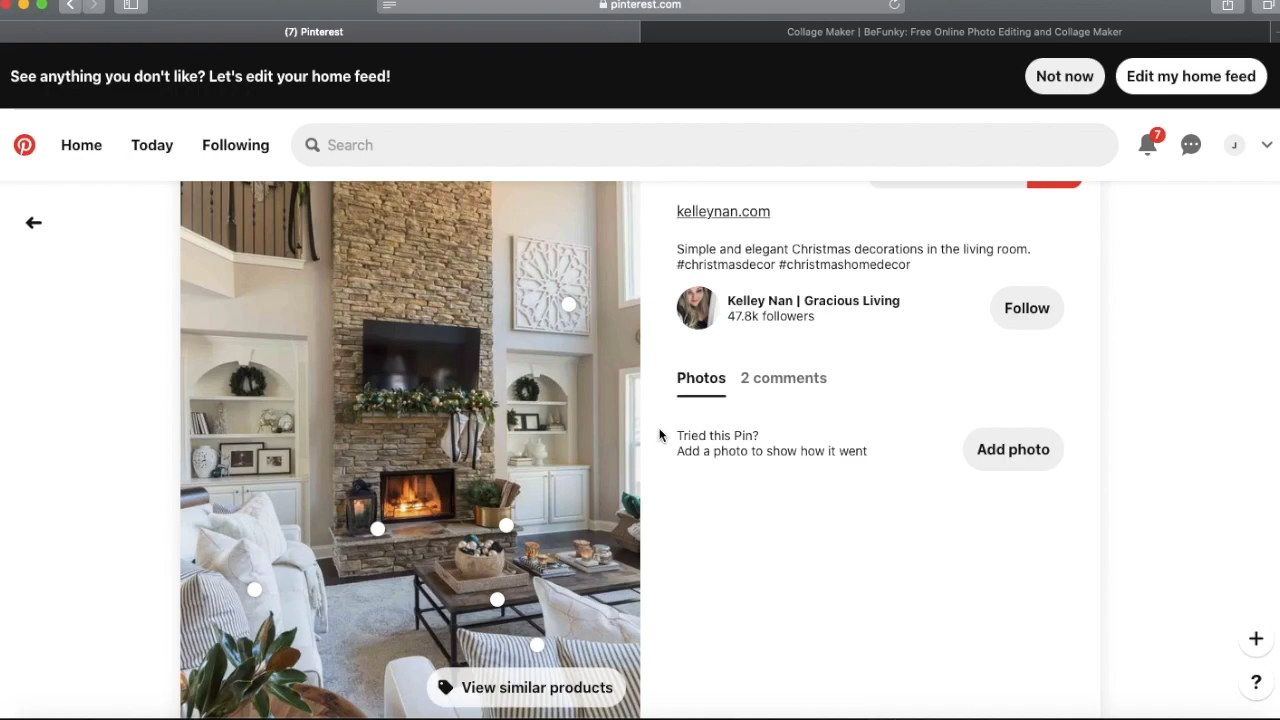 pinterest.com
(7) Pinterest
Collage Maker | BeFunky: Free Online Photo Editing and Collage Maker
See anything you don't like? Let's edit your home feed!
Not now
Edit my home feed
Home
Today
Following
Search
7
J
kelleynan.com
Simple and elegant Christmas decorations in the living room.
#christmasdecor #christmashomedecor
Kelley Nan | Gracious Living
47.8k followers
Follow
Photos
2 comments
Tried this Pin?
Add a photo to show how it went
Add photo
View similar products
+
?